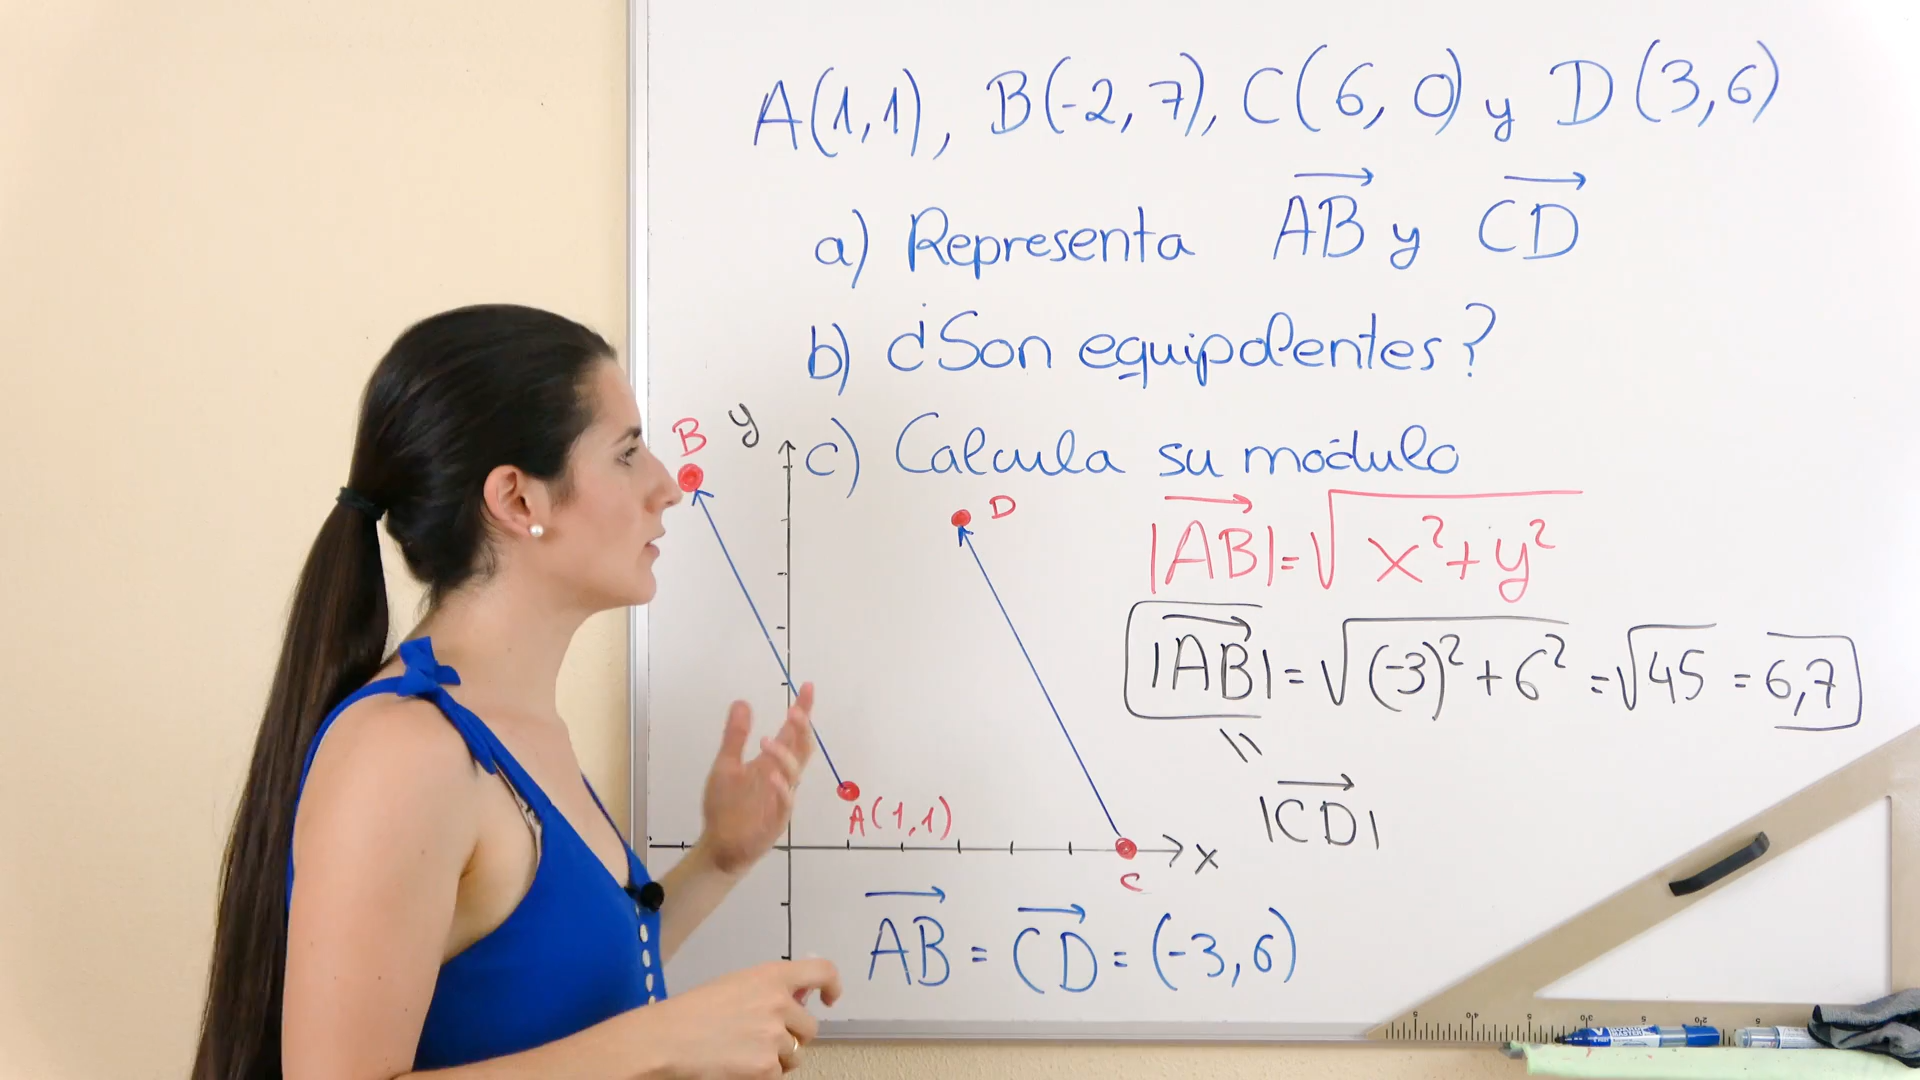 A(1,1), B(-2,7), C(6,0) y D(3,6)
a) Representa AB y CD
b) ¿Son equipolentes?
c) Calcula su módulo
B
y
D
|AB| = √x²+y²
|AB| = √(-3)²+6² = √45 = 6,7
||
|CD|
A(1,1)
x
C
AB = CD = (-3,6)